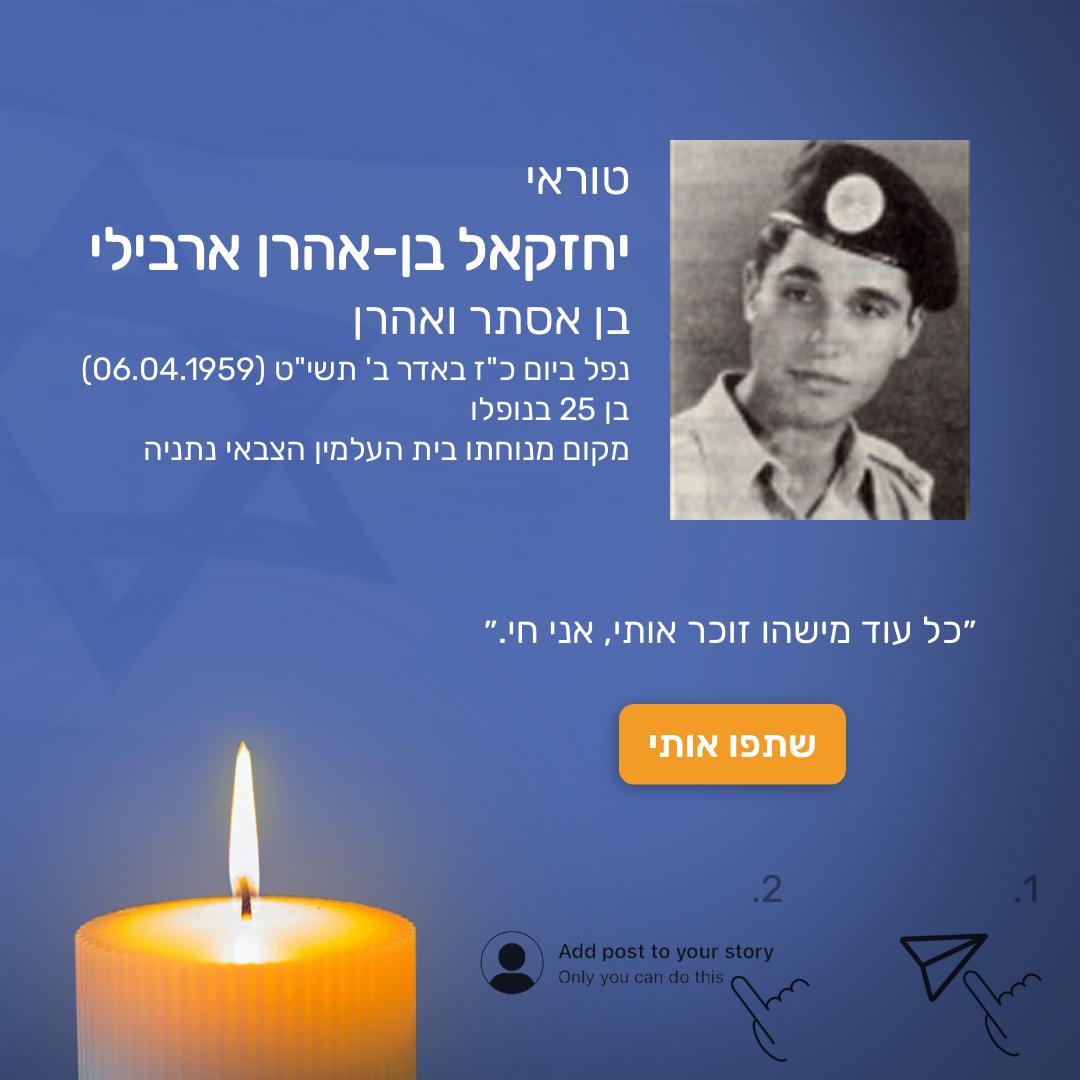 טוראי
יחזקאל בן-אהרן ארבילי
בן אסתר ואהרן
נפל ביום כ"ז באדר ב' תשי"ט (06.04.1959)
בן 25 בנופלו
מקום מנוחתו בית העלמין הצבאי נתניה
״כל עוד מישהו זוכר אותי, אני חי.״
שתפו אותי
.1
.2
Add post to your story
Only you can do this